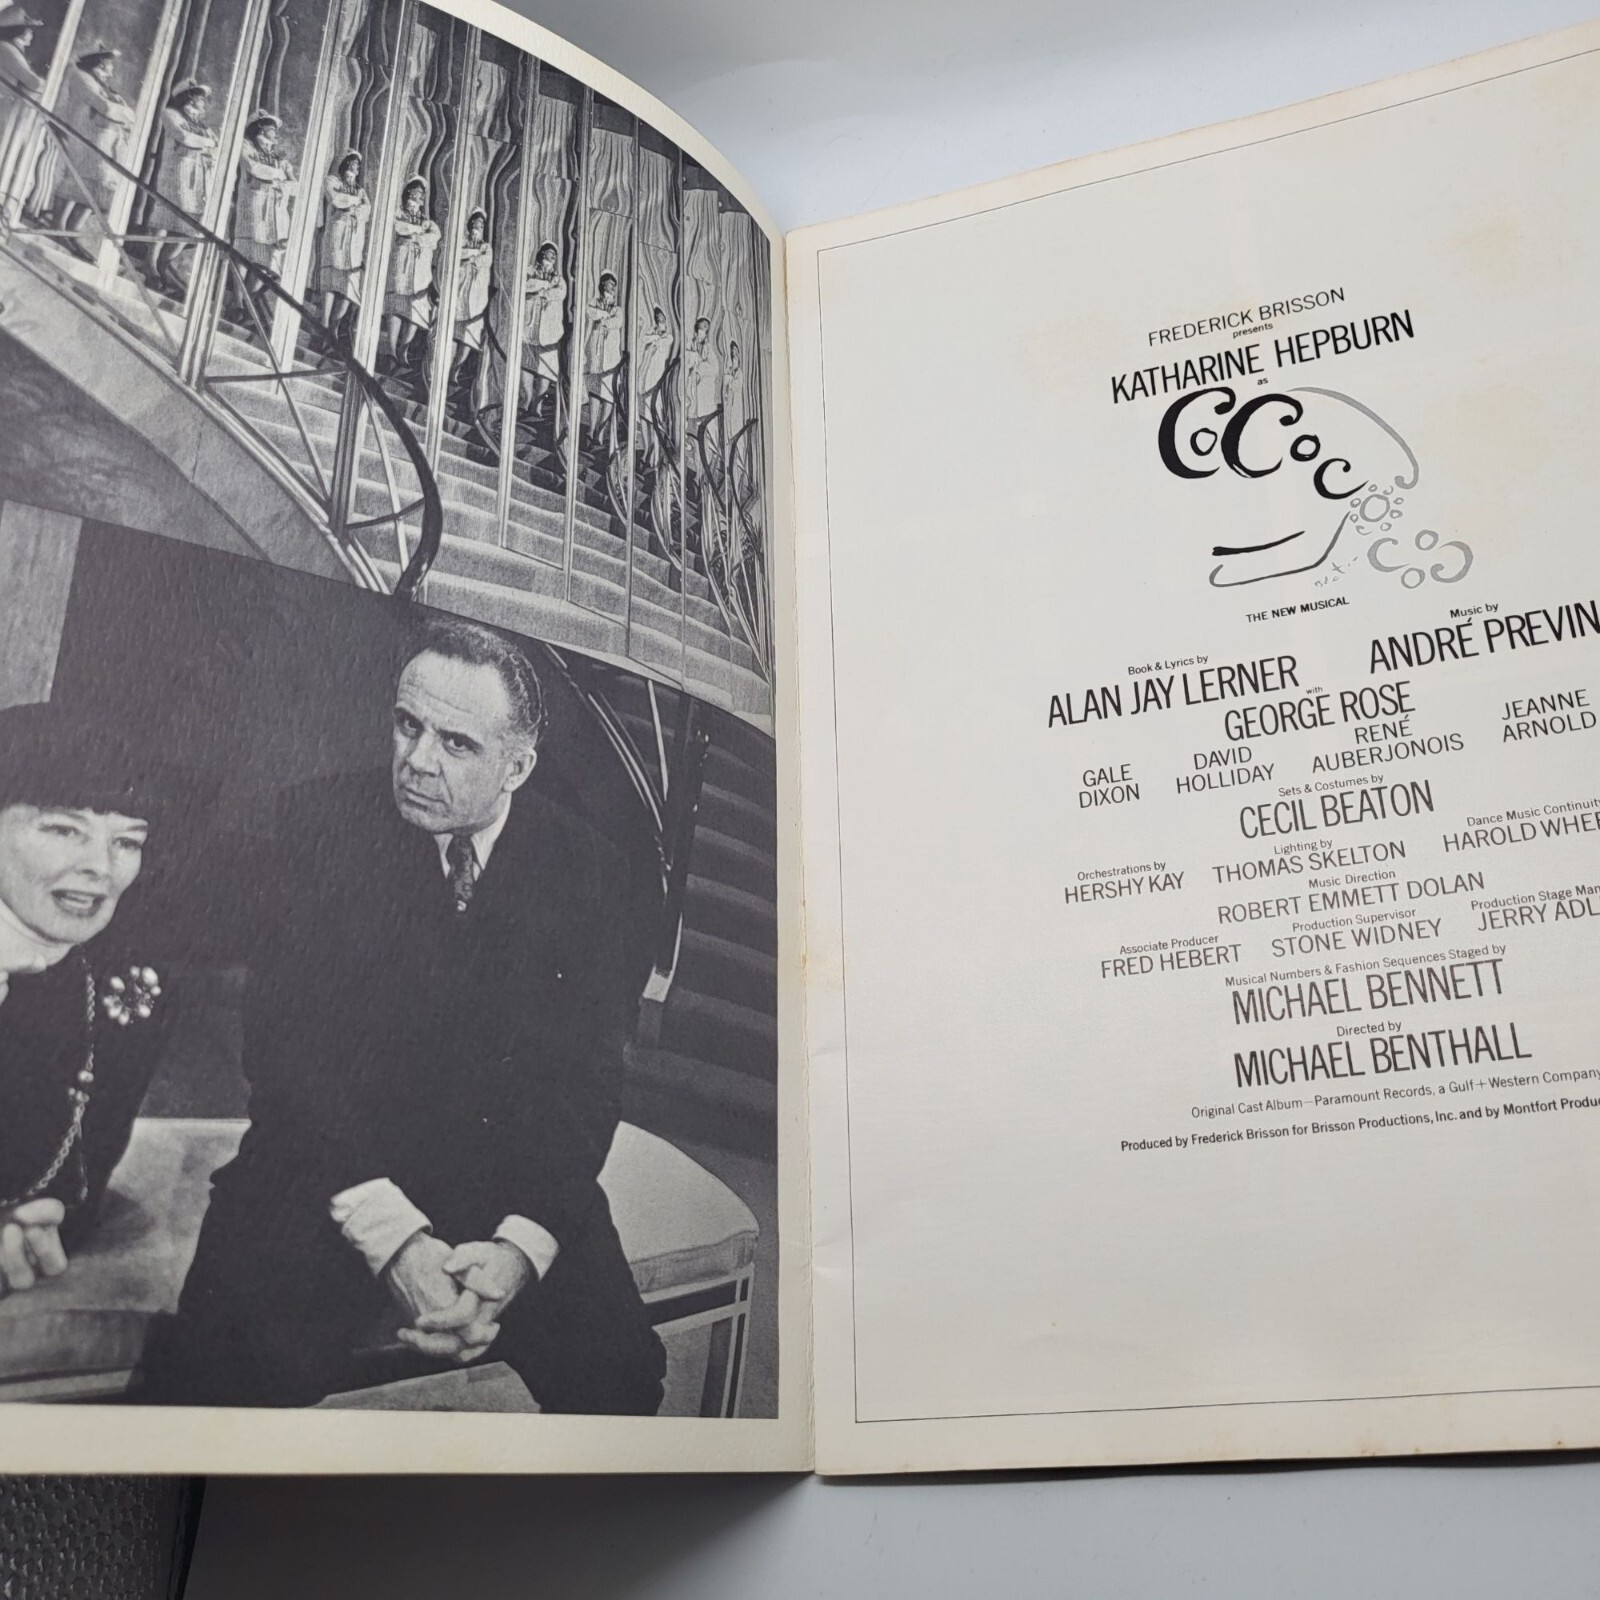 FREDERICK BRISSON
presents
KATHARINE HEPBURN
as
COCO
THE NEW MUSICAL
Book & Lyrics by
ALAN JAY LERNER
Music by
ANDRÉ PREVIN
with
GEORGE ROSE
GALE
DIXON
DAVID
HOLLIDAY
RENÉ
AUBERJONOIS
JEANNE
ARNOLD
Sets & Costumes by
CECIL BEATON
Orchestrations by
HERSHY KAY
Lighting by
THOMAS SKELTON
Dance Music Continuity
HAROLD
Music Direction
ROBERT EMMETT DOLAN
Associate Producer
FRED HEBERT
Production Supervisor
STONE WIDNEY
Production Stage
JERRY
Musical Numbers & Fashion Sequences Staged by
MICHAEL BENNETT
Directed by
MICHAEL BENTHALL
Original Cast Album—Paramount Records, a Gulf+Western Company
Produced by Frederick Brisson for Brisson Productions, Inc. and by Montfort